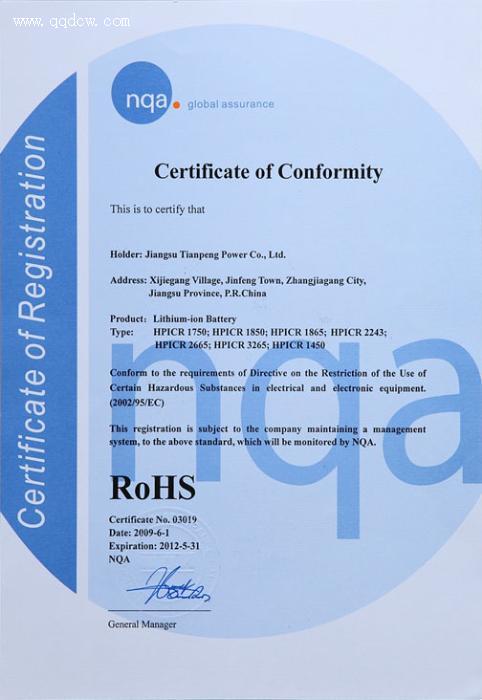 www.qqdcw.com
nqa. global assurance
Certificate of Registration
Certificate of Conformity
This is to certify that
Holder: Jiangsu Tianpeng Power Co., Ltd.
Address: Xijiegang Village, Jinfeng Town, Zhangjiagang City,
Jiangsu Province, P.R.China
Product: Lithium-ion Battery
Type: HPICR 1750; HPICR 1850; HPICR 1865; HPICR 2243;
HPICR 2665; HPICR 3265; HPICR 1450
nqa
Conform to the requirements of Directive on the Restriction of the Use of
Certain Hazardous Substances in electrical and electronic equipment.
(2002/95/EC)
This registration is subject to the company maintaining a management
system, to the above standard, which will be monitored by NQA.
RoHS
Certificate No. 03019
Date: 2009-6-1
Expiration: 2012-5-31
NQA
General Manager